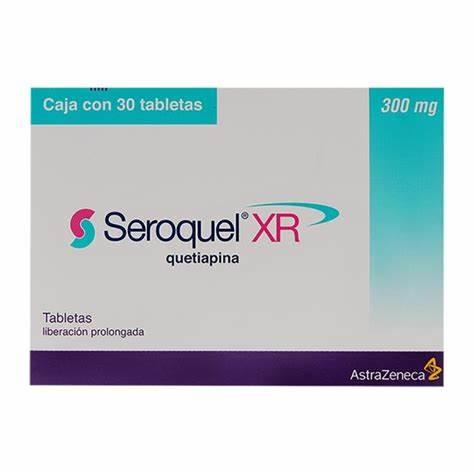 Caja con 30 tabletas
300 mg
Seroquel® XR
quetiapina
Tabletas
liberación prolongada
AstraZeneca